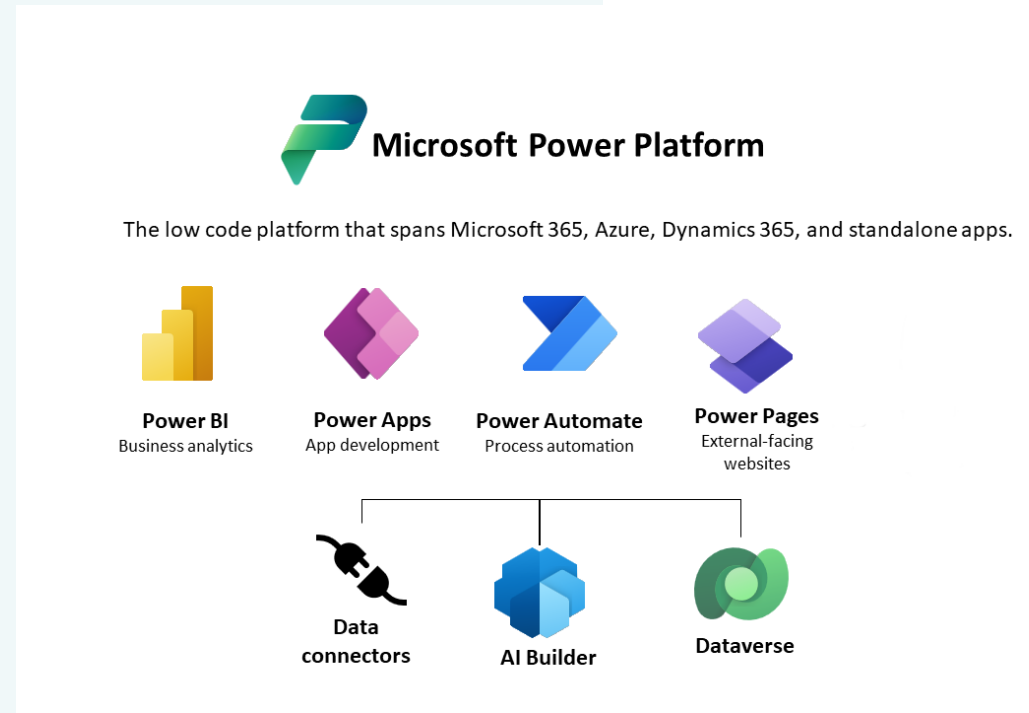 Microsoft Power Platform
The low code platform that spans Microsoft 365, Azure, Dynamics 365, and standalone apps.
Power BI
Business analytics
Power Apps
App development
Power Automate
Process automation
Power Pages
External-facing
websites
Data
connectors
AI Builder
Dataverse